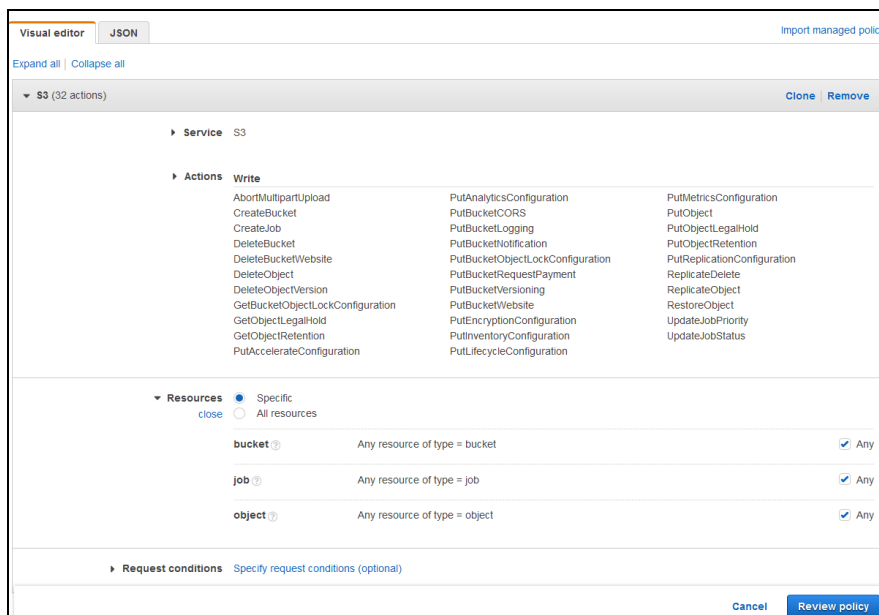 Visual editor JSON Import managed polic
Expand all Collapse all
S3 (32 actions) Clone Remove
Service S3
Actions Write
AbortMultipartUpload PutAnalyticsConfiguration PutMetricsConfiguration
CreateBucket PutBucketCORS PutObject
CreateJob PutBucketLogging PutObjectLegalHold
DeleteBucket PutBucketNotification PutObjectRetention
DeleteBucketWebsite PutBucketObjectLockConfiguration PutReplicationConfiguration
DeleteObject PutBucketRequestPayment ReplicateDelete
DeleteObjectVersion PutBucketVersioning ReplicateObject
GetBucketObjectLockConfiguration PutBucketWebsite RestoreObject
GetObjectLegalHold PutEncryptionConfiguration UpdateJobPriority
GetObjectRetention PutInventoryConfiguration UpdateJobStatus
PutAccelerateConfiguration PutLifecycleConfiguration
Resources Specific
close All resources
bucket ? Any resource of type = bucket Any
job ? Any resource of type = job Any
object ? Any resource of type = object Any
Request conditions Specify request conditions (optional)
Cancel Review policy